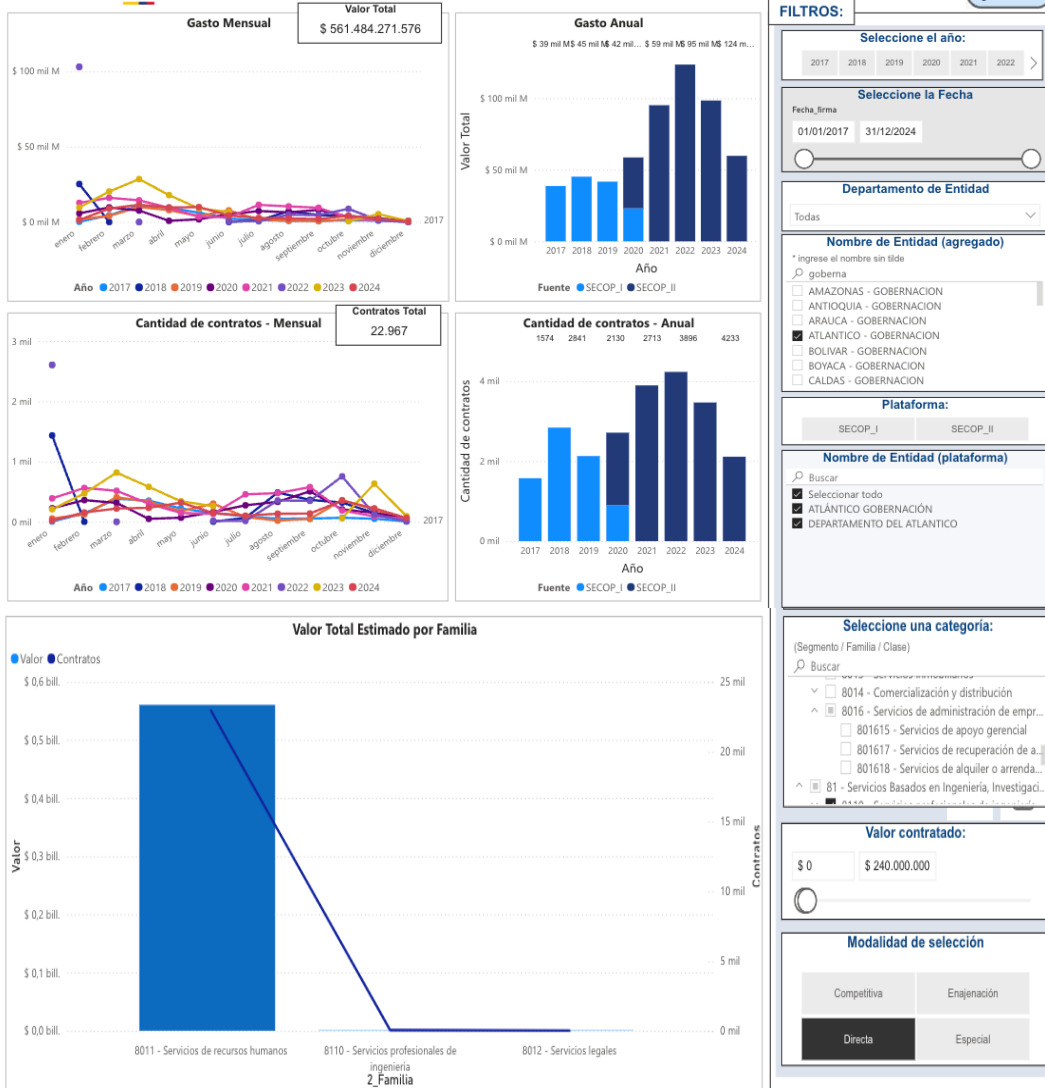 Gasto Mensual
Valor Total
$ 561.484.271.576
$ 100 mil M
$ 50 mil M
$ 0 mil M
2017
enero
febrero
marzo
abril
mayo
junio
julio
agosto
septiembre
octubre
noviembre
diciembre
Año 2017 2018 2019 2020 2021 2022 2023 2024
Gasto Anual
$ 39 mil M $ 45 mil M $ 42 mil... $ 59 mil M $ 95 mil M $ 124 m...
Valor Total
$ 100 mil M
$ 50 mil M
$ 0 mil M
2017 2018 2019 2020 2021 2022 2023 2024
Año
Fuente SECOP_I SECOP_II
Cantidad de contratos - Mensual
Contratos Total
22.967
3 mil
2 mil
1 mil
0 mil
2017
enero
febrero
marzo
abril
mayo
junio
julio
agosto
septiembre
octubre
noviembre
diciembre
Año 2017 2018 2019 2020 2021 2022 2023 2024
Cantidad de contratos - Anual
1574 2841 2130 2713 3896 4233
Cantidad de contratos
4 mil
2 mil
0 mil
2017 2018 2019 2020 2021 2022 2023 2024
Año
Fuente SECOP_I SECOP_II
Valor Total Estimado por Familia
Valor Contratos
$ 0,6 bill.
$ 0,5 bill.
$ 0,4 bill.
$ 0,3 bill.
$ 0,2 bill.
$ 0,1 bill.
$ 0,0 bill.
Valor
25 mil
20 mil
15 mil
10 mil
5 mil
0 mil
Contratos
8011 - Servicios de recursos humanos
8110 - Servicios profesionales de
ingeniería
8012 - Servicios legales
2_Familia
FILTROS:
Seleccione el año:
2017 2018 2019 2020 2021 2022
Seleccione la Fecha
Fecha_firma
01/01/2017 31/12/2024
Departamento de Entidad
Todas
Nombre de Entidad (agregado)
* ingrese el nombre sin tilde
goberna
AMAZONAS - GOBERNACION
ANTIOQUIA - GOBERNACION
ARAUCA - GOBERNACION
ATLANTICO - GOBERNACION
BOLIVAR - GOBERNACION
BOYACA - GOBERNACION
CALDAS - GOBERNACION
Plataforma:
SECOP_I SECOP_II
Nombre de Entidad (plataforma)
Buscar
Seleccionar todo
ATLÁNTICO GOBERNACIÓN
DEPARTAMENTO DEL ATLANTICO
Seleccione una categoría:
(Segmento / Familia / Clase)
Buscar
8014 - Comercialización y distribución
8016 - Servicios de administración de empr...
801615 - Servicios de apoyo gerencial
801617 - Servicios de recuperación de a...
801618 - Servicios de alquiler o arrenda...
81 - Servicios Basados en Ingeniería, Investigaci...
Valor contratado:
$ 0 $ 240.000.000
Modalidad de selección
Competitiva Enajenación
Directa Especial